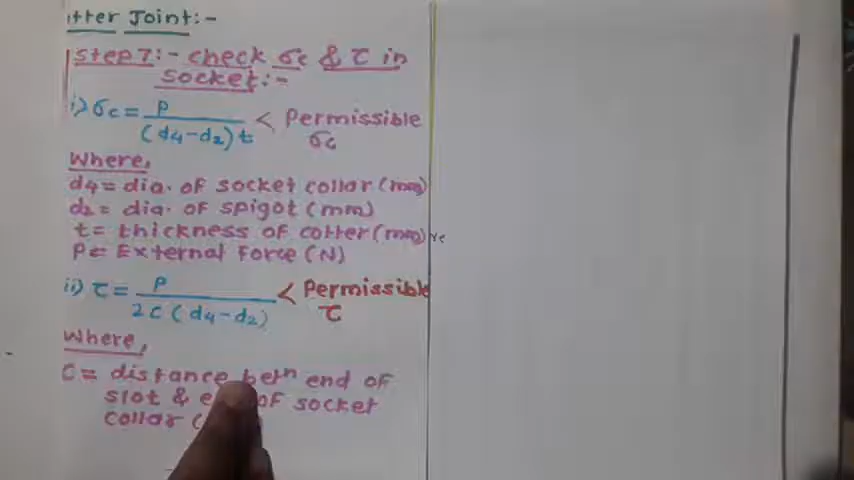 itter Joint:-
Step 7:- check σc & τ in
socket:-
i) σc = P / (d4-d2) t < Permissible σc
Where,
d4 = dia. of socket collar (mm)
d2 = dia. of spigot (mm)
t = thickness of cotter (mm)
P = External Force (N)
ii) τ = P / 2c (d4-d2) < Permissible τ
Where,
C = distance betn end of
slot & of socket
collar (